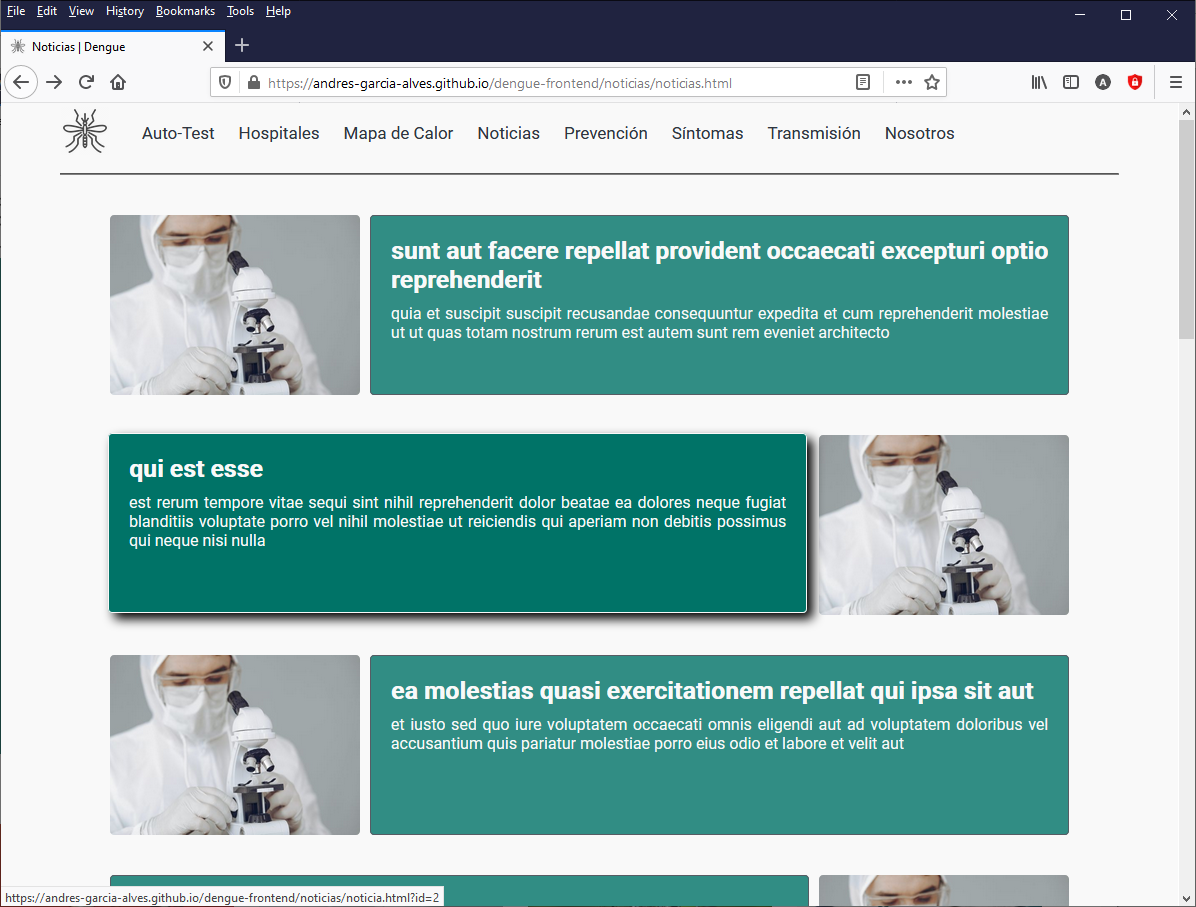 File Edit View History Bookmarks Tools Help
Noticias | Dengue
https://andres-garcia-alves.github.io/dengue-frontend/noticias/noticias.html
A
Auto-Test Hospitales Mapa de Calor Noticias Prevención Síntomas Transmisión Nosotros
sunt aut facere repellat provident occaecati excepturi optio
reprehenderit
quia et suscipit suscipit recusandae consequuntur expedita et cum reprehenderit molestiae
ut ut quas totam nostrum rerum est autem sunt rem eveniet architecto
qui est esse
est rerum tempore vitae sequi sint nihil reprehenderit dolor beatae ea dolores neque fugiat
blanditiis voluptate porro vel nihil molestiae ut reiciendis qui aperiam non debitis possimus
qui neque nisi nulla
ea molestias quasi exercitationem repellat qui ipsa sit aut
et iusto sed quo iure voluptatem occaecati omnis eligendi aut ad voluptatem doloribus vel
accusantium quis pariatur molestiae porro eius odio et labore et velit aut
https://andres-garcia-alves.github.io/dengue-frontend/noticias/noticia.html?id=2